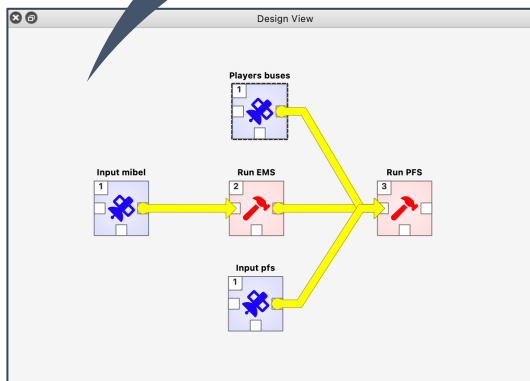 Design View
Players buses
1
Input mibel
1
Run EMS
2
Run PFS
3
Input pfs
1